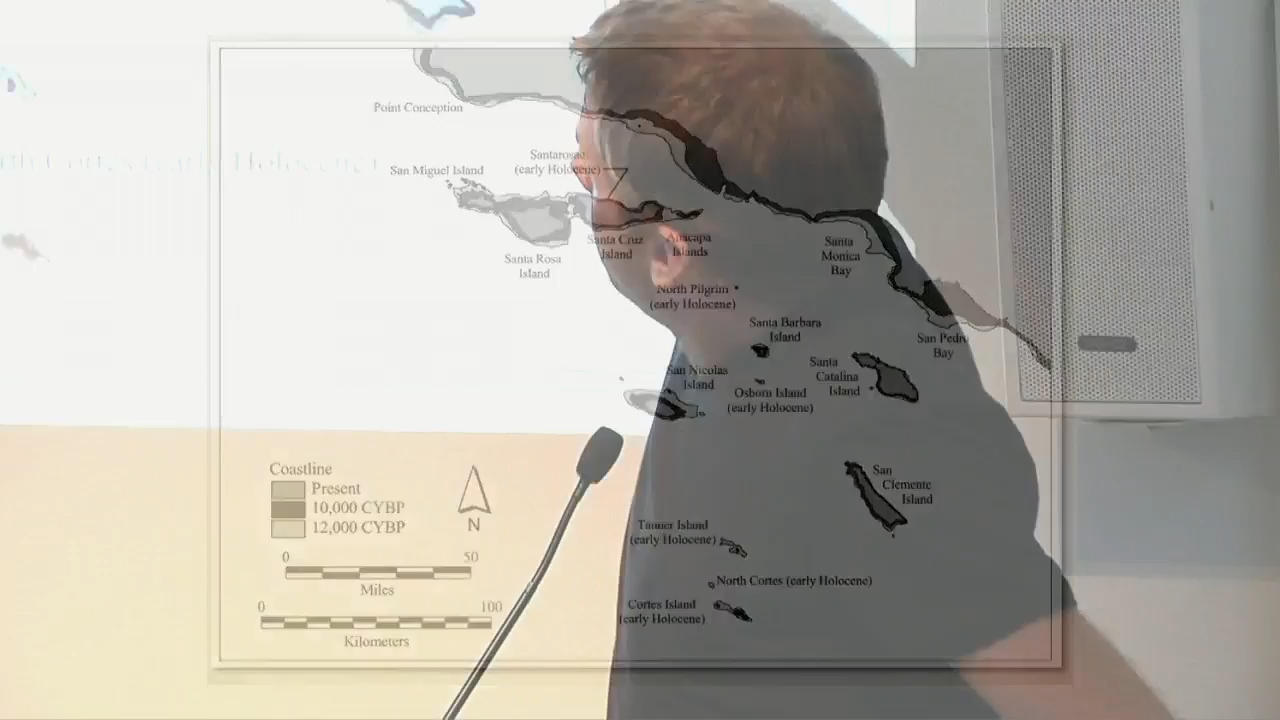 Point Conception
Santarosae
(early Holocene)
San Miguel Island
Santa Cruz
Island
Anacapa
Islands
Santa Rosa
Island
Santa
Monica
Bay
North Pilgrim
(early Holocene)
Santa Barbara
Island
San Pedro
Bay
San Nicolas
Island
Santa
Catalina
Island
Osborn Island
(early Holocene)
San
Clemente
Island
Coastline
Present
10,000 CYBP
12,000 CYBP
N
0 50
Miles
0 100
Kilometers
Tanner Island
(early Holocene)
North Cortes (early Holocene)
Cortes Island
(early Holocene)